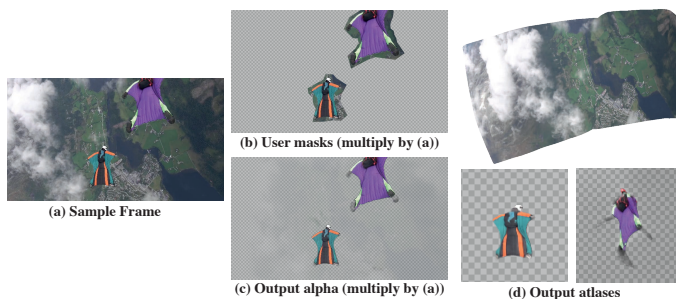 (a) Sample Frame
(b) User masks (multiply by (a))
(c) Output alpha (multiply by (a))
(d) Output atlases